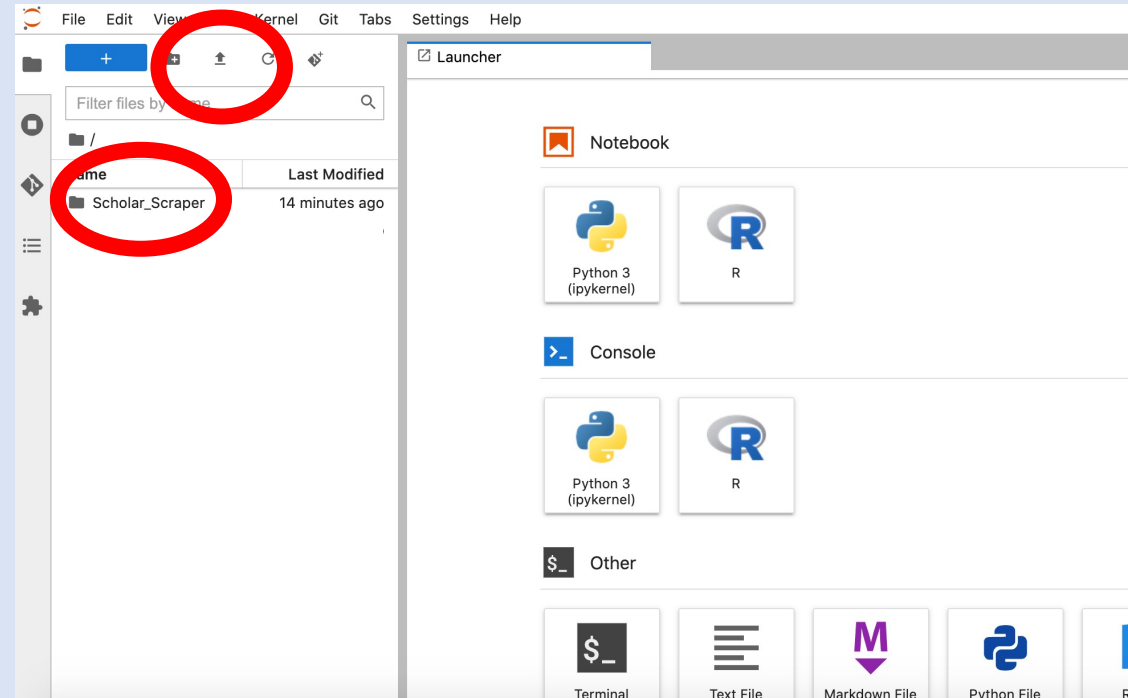 File Edit View Kernel Git Tabs Settings Help
+
Launcher
Filter files by
/
Last Modified
Scholar_Scraper 14 minutes ago
Notebook
Python 3
(ipykernel)
R
Console
Python 3
(ipykernel)
R
$_ Other
$_
Terminal
Text File
M
Markdown File
Python File
R